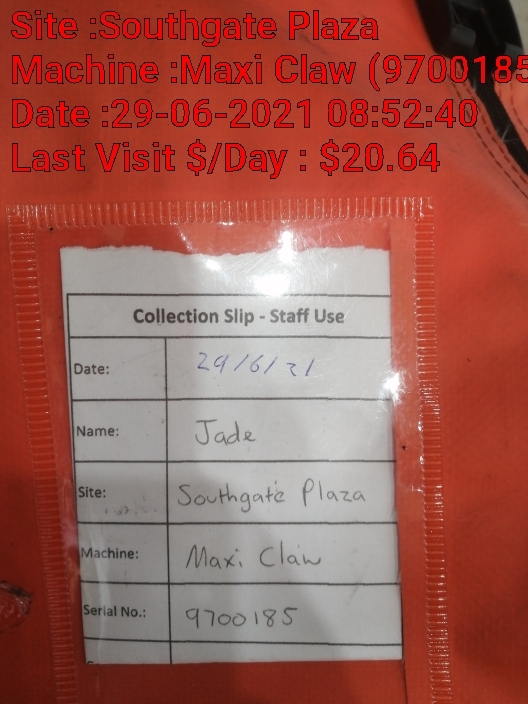 Site :Southgate Plaza
Machine :Maxi Claw (9700185
Date :29-06-2021 08:52:40
Last Visit $/Day : $20.64
Collection Slip - Staff Use
Date: 29/6/21
Name: Jade
Site: Southgate Plaza
Machine: Maxi Claw
Serial No.: 9700185